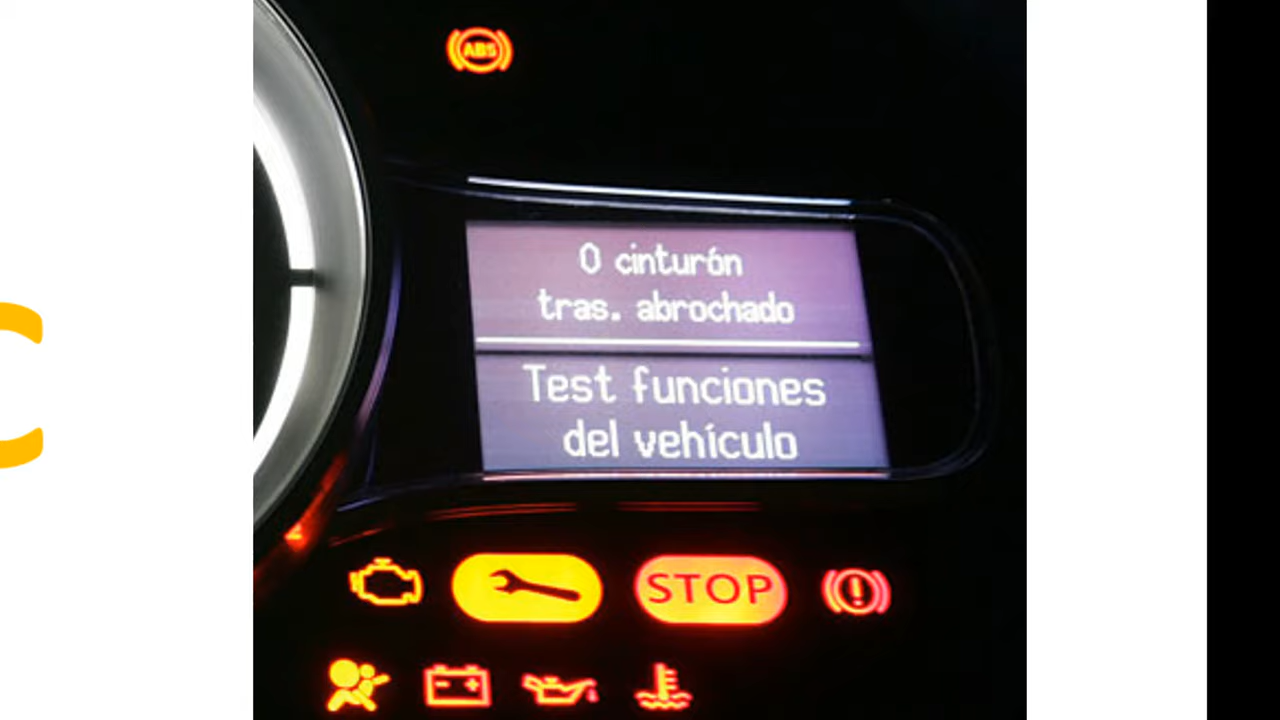 C
ABS
0 cinturón
tras. abrochado
Test funciones
del vehículo
STOP